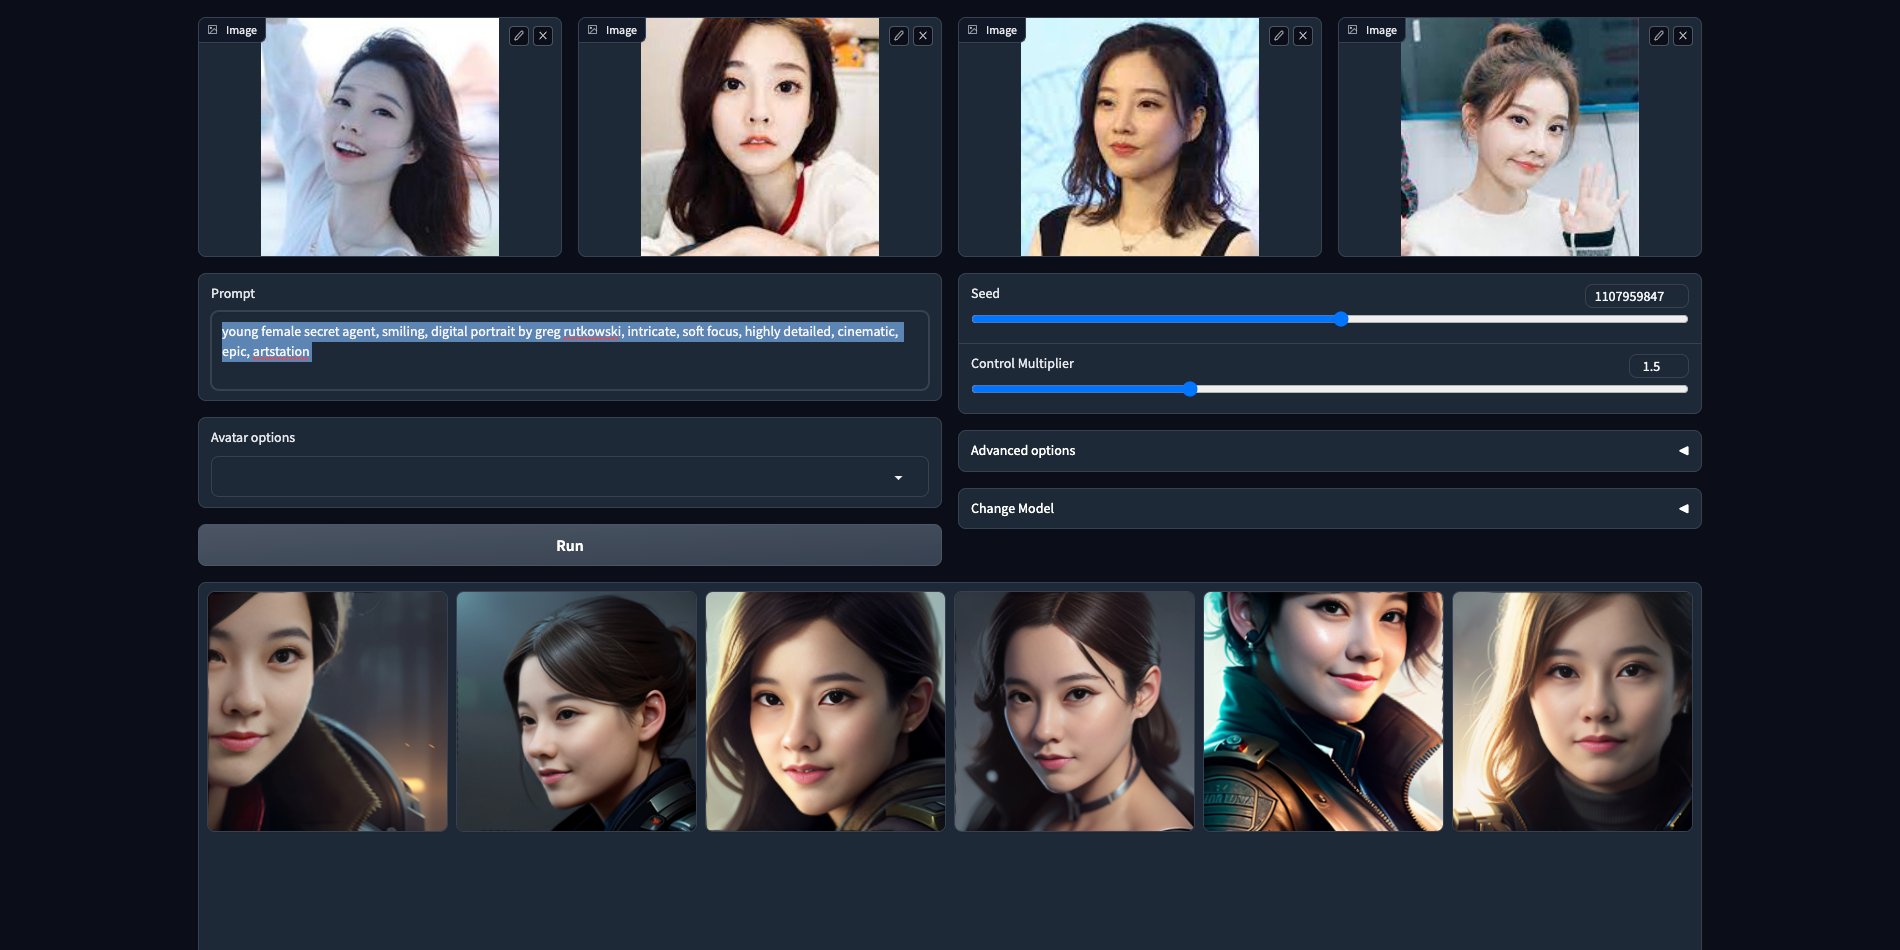 Image
Image
Image
Image
Prompt
young female secret agent, smiling, digital portrait by greg rutkowski, intricate, soft focus, highly detailed, cinematic,
epic, artstation
Seed
1107959847
Control Multiplier
1.5
Avatar options
Advanced options
Change Model
Run